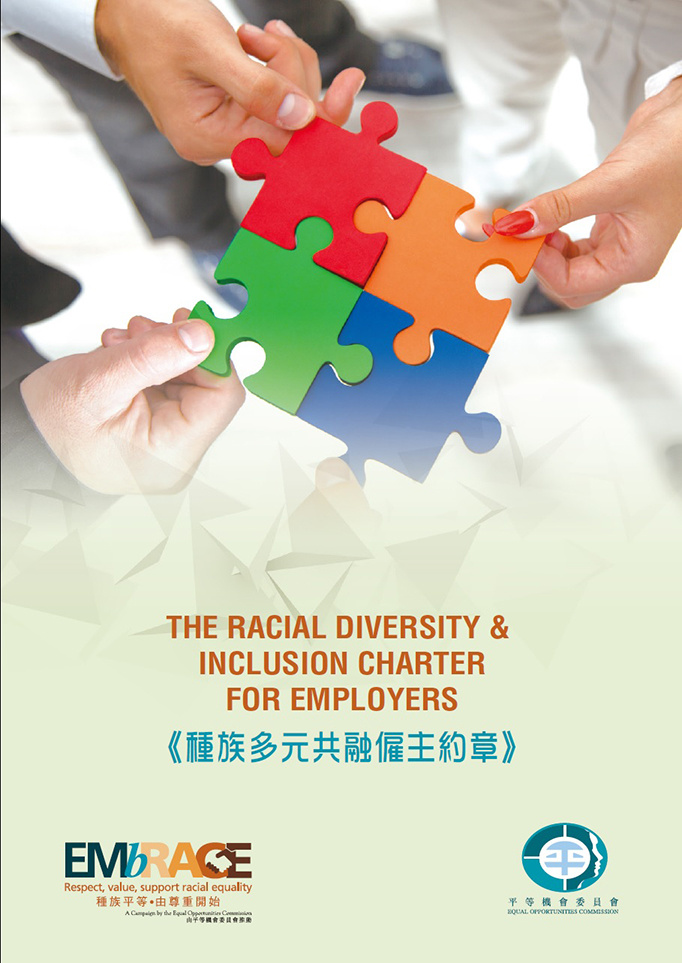 THE RACIAL DIVERSITY &
INCLUSION CHARTER
FOR EMPLOYERS
《種族多元共融僱主約章》
EMbRACE
Respect, value, support racial equality
種族平等•由尊重開始
A Campaign by the Equal Opportunities Commission
由平等機會委員會推動
平
平等機會委員會
EQUAL OPPORTUNITIES COMMISSION